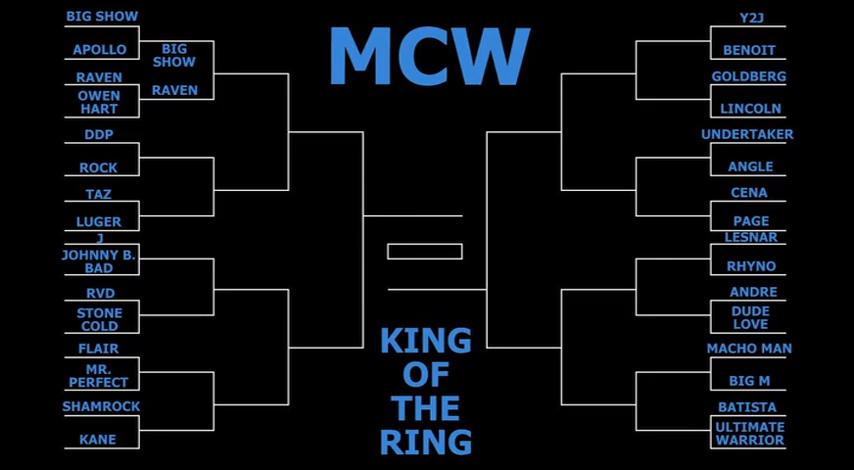 BIG SHOW
APOLLO
RAVEN
OWEN
HART
DDP
ROCK
TAZ
LUGER
J
JOHNNY B.
BAD
RVD
STONE
COLD
FLAIR
MR.
PERFECT
SHAMROCK
KANE
BIG
SHOW
RAVEN
MCW
KING
OF
THE
RING
Y2J
BENOIT
GOLDBERG
LINCOLN
UNDERTAKER
ANGLE
CENA
PAGE
LESNAR
RHYNO
ANDRE
DUDE
LOVE
MACHO MAN
BIG M
BATISTA
ULTIMATE
WARRIOR